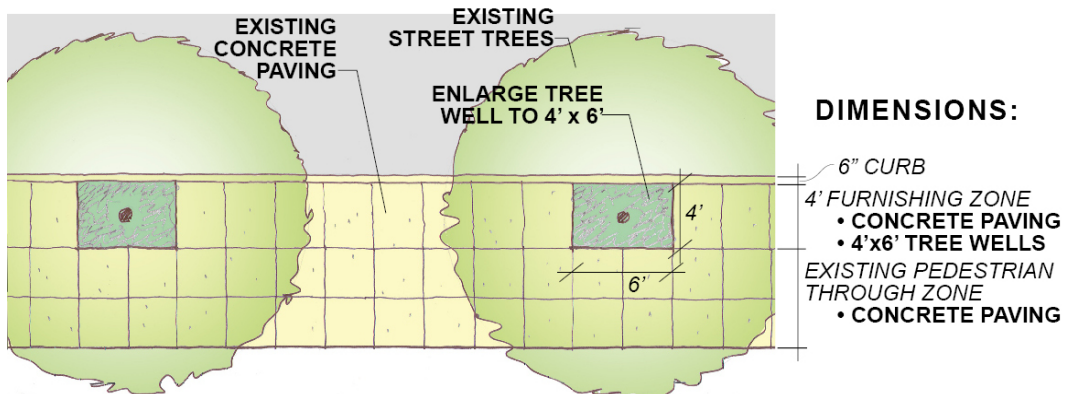 EXISTING
CONCRETE
PAVING
EXISTING
STREET TREES
ENLARGE TREE
WELL TO 4’ x 6’
4’
6’
DIMENSIONS:
6” CURB
4’ FURNISHING ZONE
• CONCRETE PAVING
• 4’x6’ TREE WELLS
EXISTING PEDESTRIAN
THROUGH ZONE
• CONCRETE PAVING